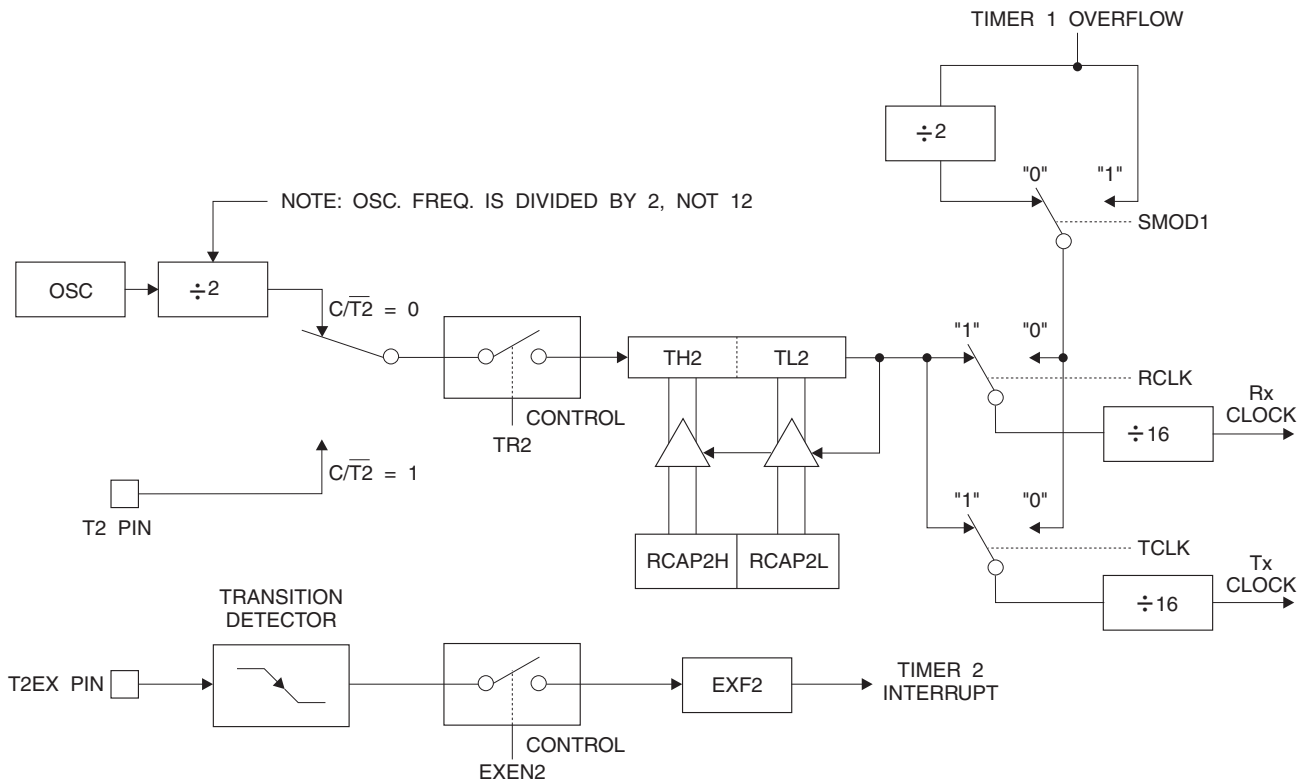 TIMER 1 OVERFLOW
÷2
"0" "1"
NOTE: OSC. FREQ. IS DIVIDED BY 2, NOT 12
SMOD1
OSC
÷2
C/T2̅ = 0
"1" "0"
TH2 TL2
RCLK
Rx
CLOCK
CONTROL
TR2
÷16
C/T2̅ = 1
"1" "0"
T2 PIN
TCLK
RCAP2H RCAP2L
Tx
CLOCK
÷16
TRANSITION
DETECTOR
T2EX PIN
EXF2
TIMER 2
INTERRUPT
CONTROL
EXEN2